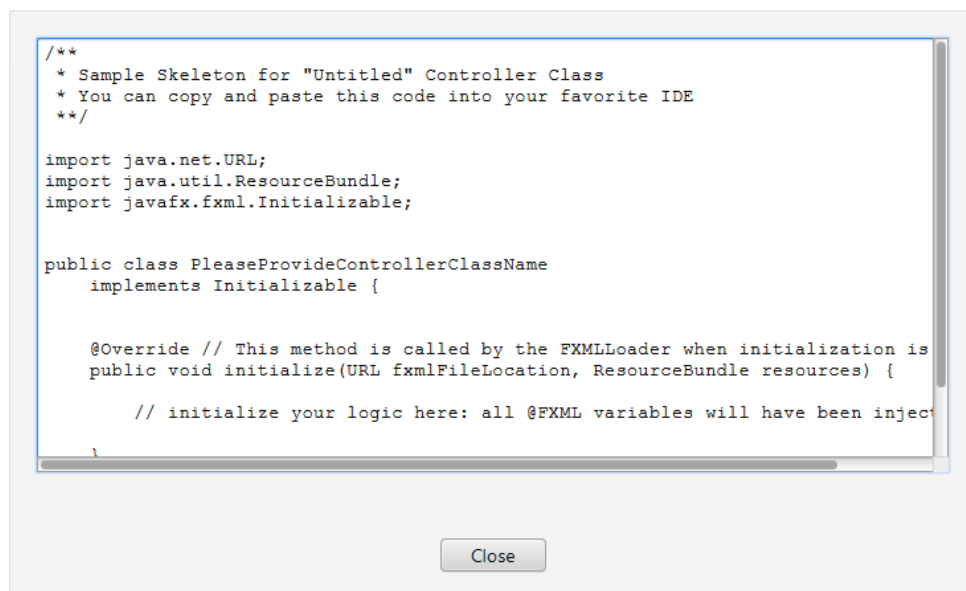 /**
 * Sample Skeleton for "Untitled" Controller Class
 * You can copy and paste this code into your favorite IDE
 **/
import java.net.URL;
import java.util.ResourceBundle;
import javafx.fxml.Initializable;
public class PleaseProvideControllerClassName
    implements Initializable {
    @Override // This method is called by the FXMLLoader when initialization is
    public void initialize(URL fxmlFileLocation, ResourceBundle resources) {
        // initialize your logic here: all @FXML variables will have been inject
    }
Close